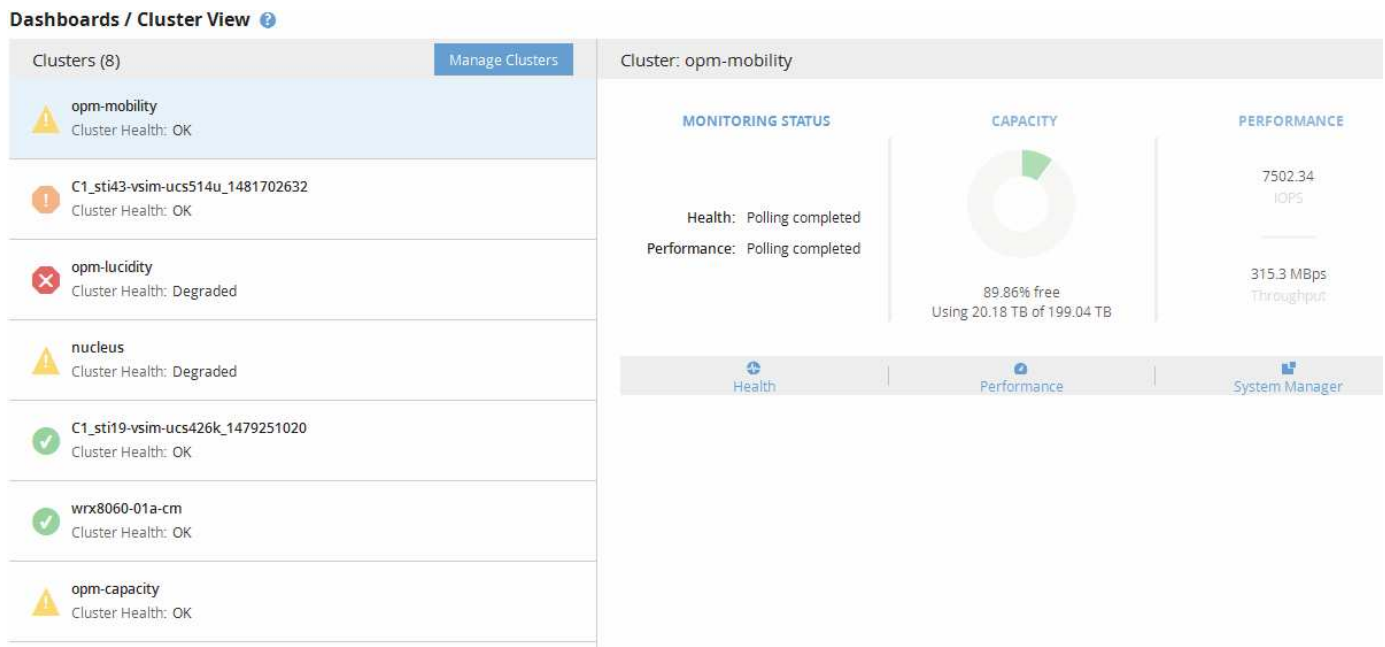 Dashboards / Cluster View ?
Clusters (8)
Manage Clusters
opm-mobility
Cluster Health: OK
C1_sti43-vsim-ucs514u_1481702632
Cluster Health: OK
opm-lucidity
Cluster Health: Degraded
nucleus
Cluster Health: Degraded
C1_sti19-vsim-ucs426k_1479251020
Cluster Health: OK
wrx8060-01a-cm
Cluster Health: OK
opm-capacity
Cluster Health: OK
Cluster: opm-mobility
MONITORING STATUS
Health: Polling completed
Performance: Polling completed
CAPACITY
89.86% free
Using 20.18 TB of 199.04 TB
PERFORMANCE
7502.34
IOPS
315.3 MBps
Throughput
Health
Performance
System Manager